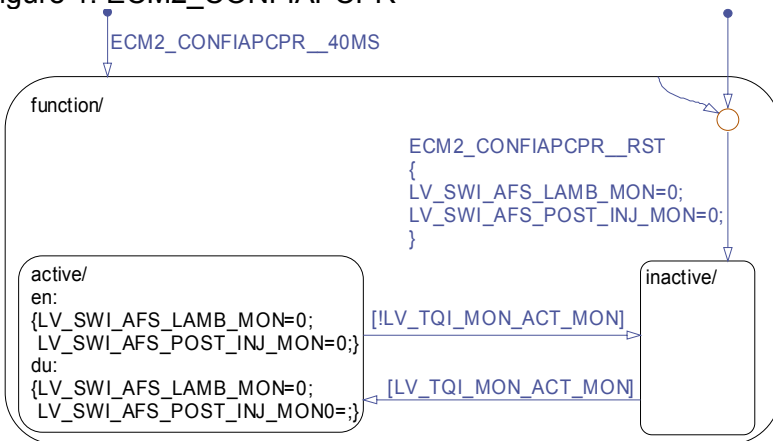 ECM2_CONFIAPCPR__40MS
function/
ECM2_CONFIAPCPR__RST
{
LV_SWI_AFS_LAMB_MON=0;
LV_SWI_AFS_POST_INJ_MON=0;
}
active/
en:
{LV_SWI_AFS_LAMB_MON=0;
LV_SWI_AFS_POST_INJ_MON=0;}
du:
{LV_SWI_AFS_LAMB_MON=0;
LV_SWI_AFS_POST_INJ_MON0=;}
[!LV_TQI_MON_ACT_MON]
[LV_TQI_MON_ACT_MON]
inactive/